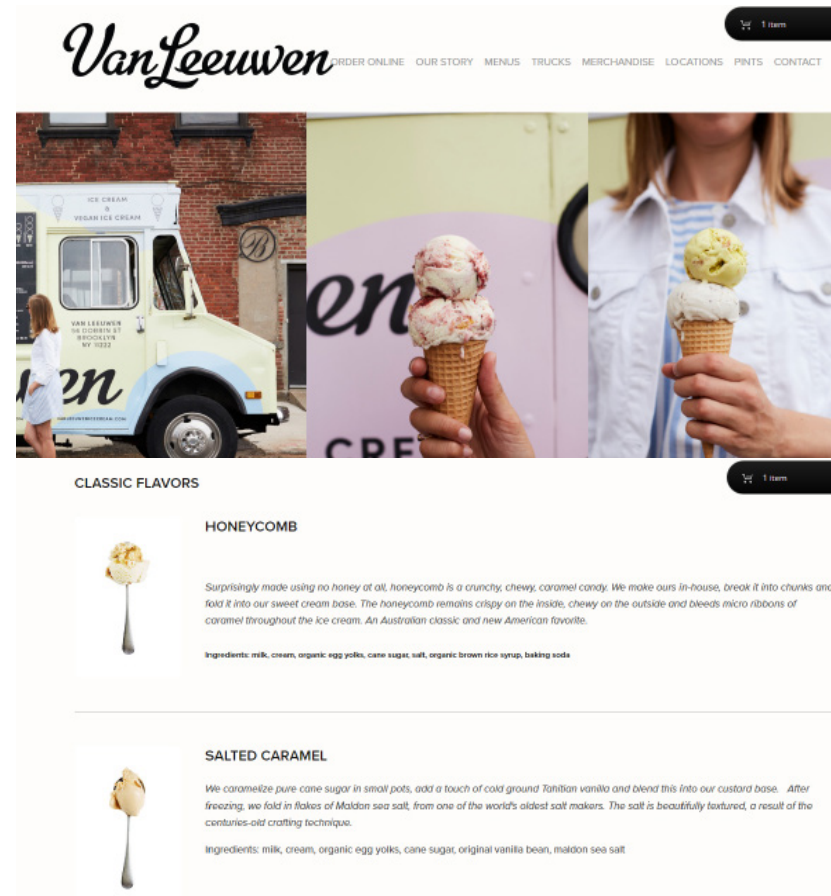 1 item
Van Leeuwen
ORDER ONLINE OUR STORY MENUS TRUCKS MERCHANDISE LOCATIONS PINTS CONTACT
ICE CREAM
&
VEGAN ICE CREAM
VAN LEEUWEN
56 DOBBIN ST
BROOKLYN
NY 11222
wen
B
en
CRE
CLASSIC FLAVORS
1 item
HONEYCOMB
Surprisingly made using no honey at all, honeycomb is a crunchy, chewy, caramel candy. We make ours in-house, break it into chunks and
fold it into our sweet cream base. The honeycomb remains crispy on the inside, chewy on the outside and bleeds micro ribbons of
caramel throughout the ice cream. An Australian classic and new American favorite.
Ingredients: milk, cream, organic egg yolks, cane sugar, salt, organic brown rice syrup, baking soda
SALTED CARAMEL
We caramelize pure cane sugar in small pots, add a touch of cold ground Tahitian vanilla and blend this into our custard base. After
freezing, we fold in flakes of Maldon sea salt, from one of the world's oldest salt makers. The salt is beautifully textured, a result of the
centuries-old crafting technique.
Ingredients: milk, cream, organic egg yolks, cane sugar, original vanilla bean, maldon sea salt